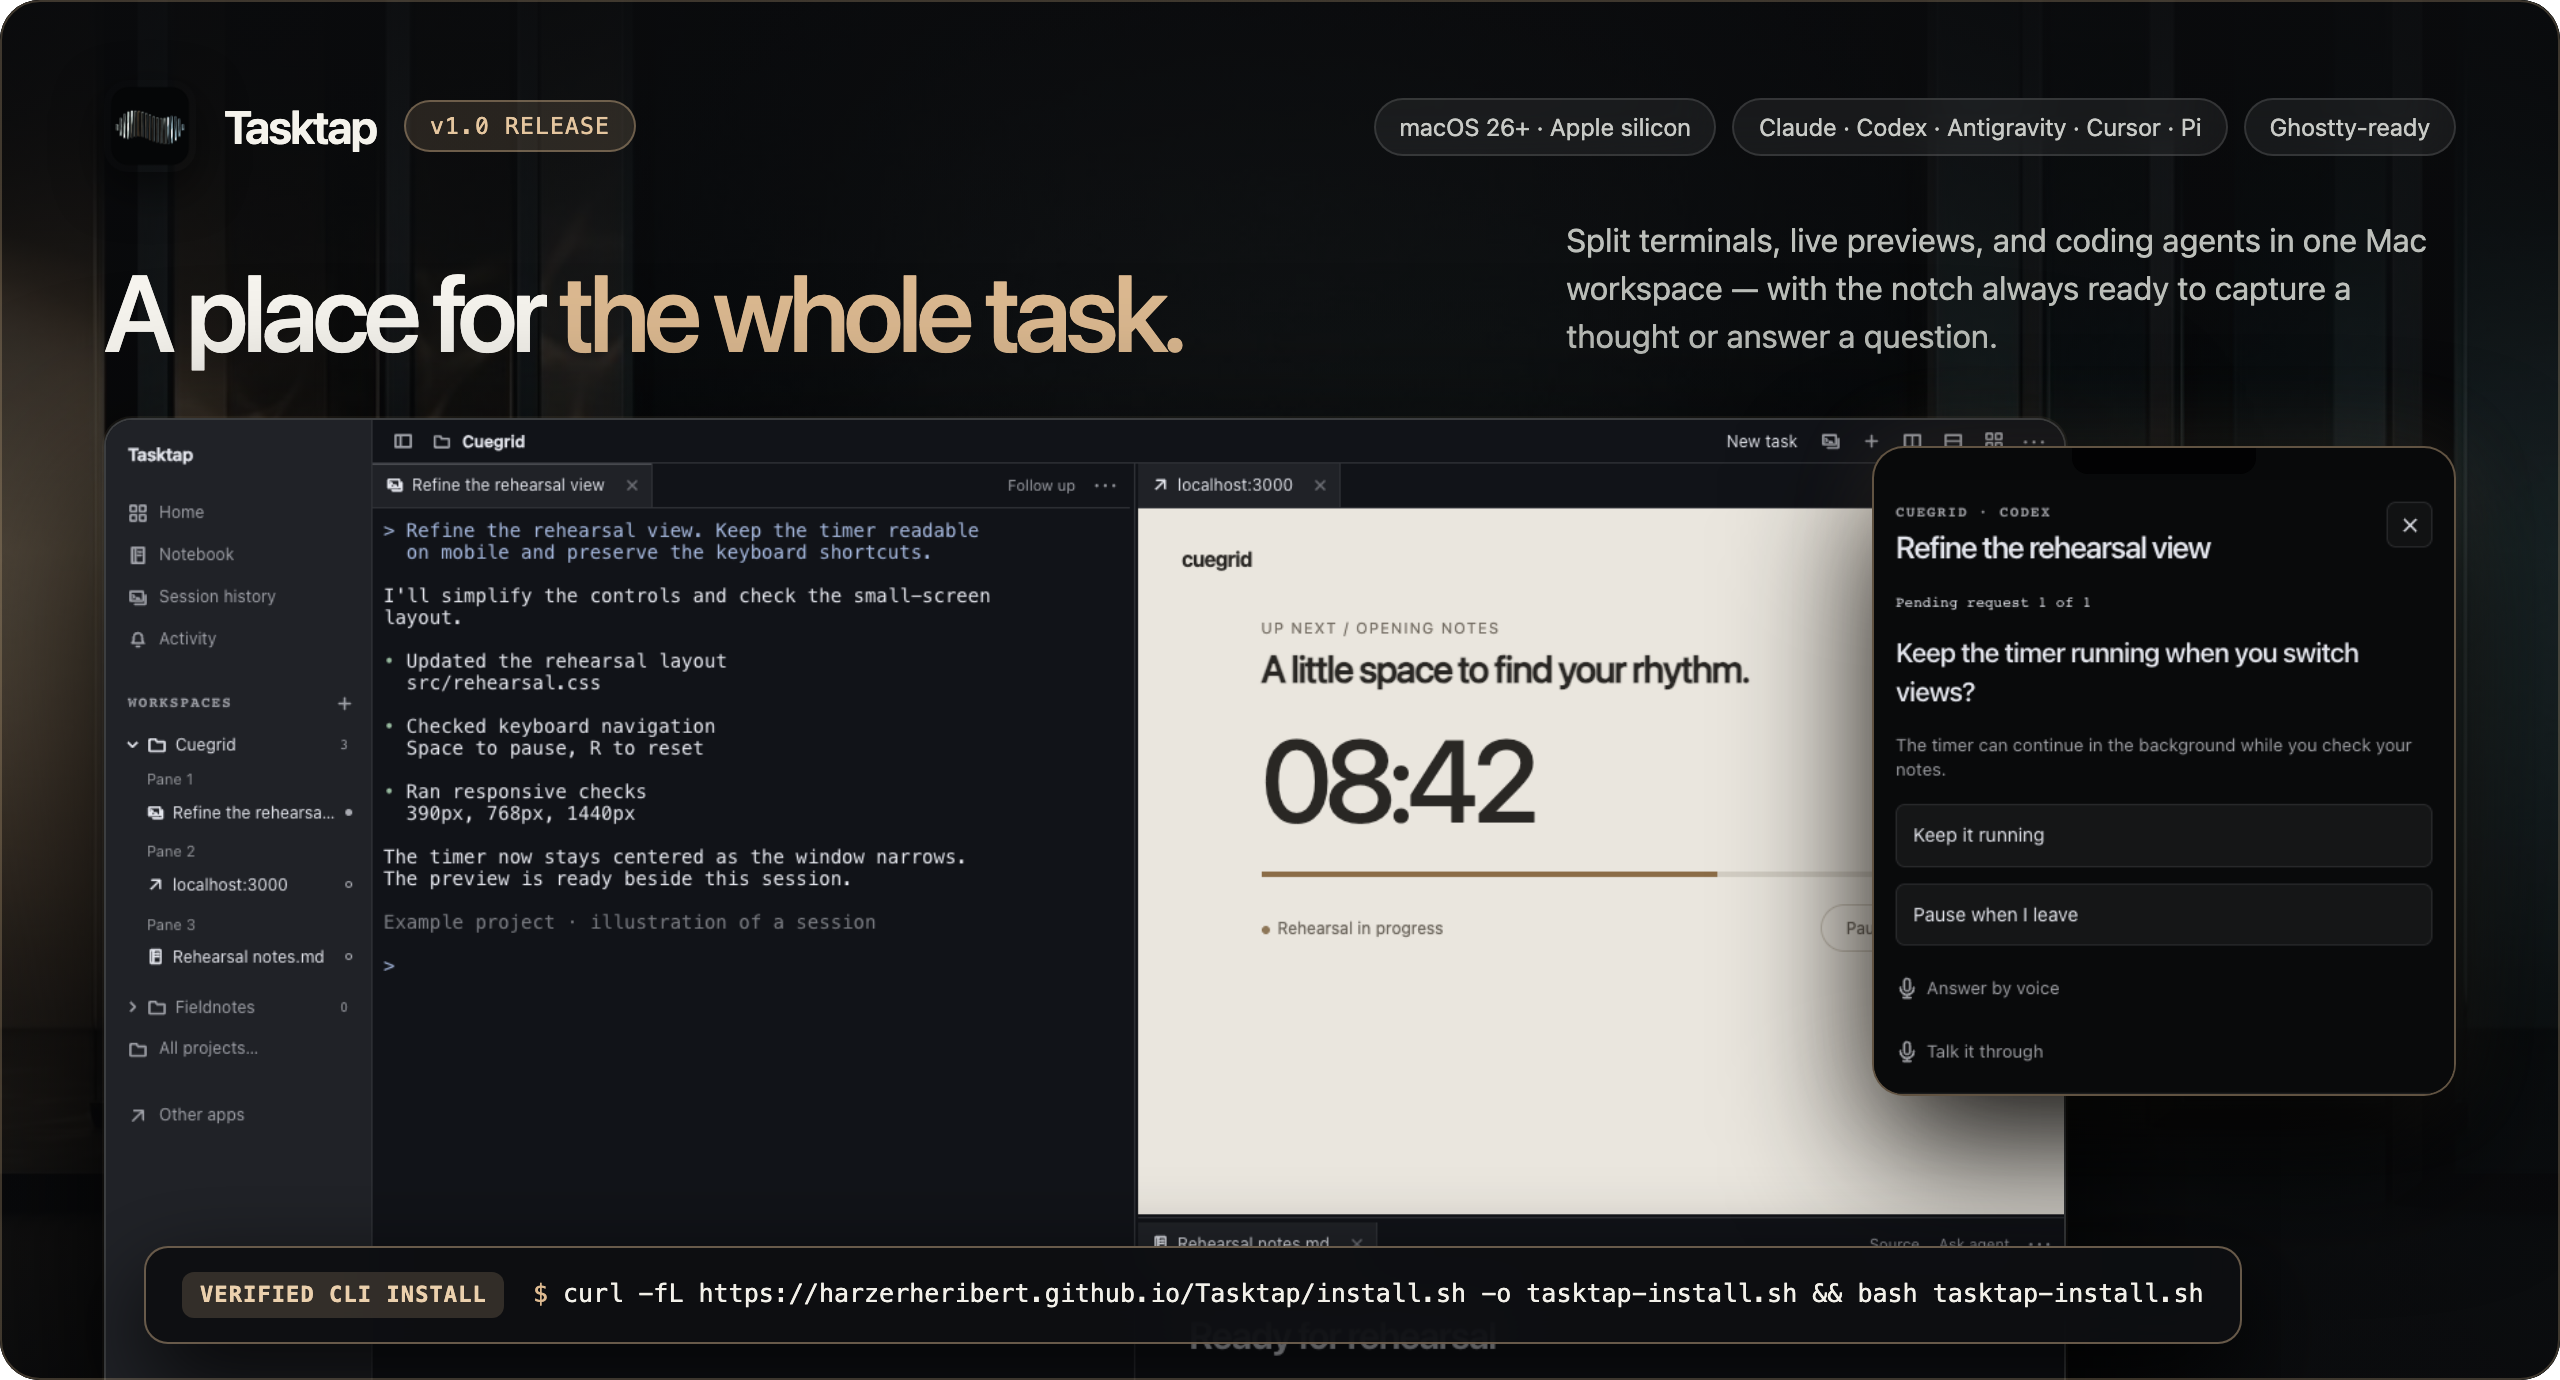 Tasktap
v1.0 RELEASE
macOS 26+ · Apple silicon
Claude · Codex · Antigravity · Cursor · Pi
Ghostty-ready
A place for the whole task.
Split terminals, live previews, and coding agents in one Mac
workspace — with the notch always ready to capture a
thought or answer a question.
Tasktap
Home
Notebook
Session history
Activity
WORKSPACES
Cuegrid 3
Pane 1
Refine the rehearsa...
Pane 2
localhost:3000
Pane 3
Rehearsal notes.md
Fieldnotes 0
All projects...
Other apps
Cuegrid
New task
Refine the rehearsal view
Follow up
> Refine the rehearsal view. Keep the timer readable
on mobile and preserve the keyboard shortcuts.
I'll simplify the controls and check the small-screen
layout.
• Updated the rehearsal layout
src/rehearsal.css
• Checked keyboard navigation
Space to pause, R to reset
• Ran responsive checks
390px, 768px, 1440px
The timer now stays centered as the window narrows.
The preview is ready beside this session.
Example project · illustration of a session
>
localhost:3000
cuegrid
UP NEXT / OPENING NOTES
A little space to find your rhythm.
08:42
Rehearsal in progress
Pau
Rehearsal notes.md
Source Ask agent
Ready for rehearsal
CUEGRID · CODEX
Refine the rehearsal view
Pending request 1 of 1
Keep the timer running when you switch
views?
The timer can continue in the background while you check your
notes.
Keep it running
Pause when I leave
Answer by voice
Talk it through
VERIFIED CLI INSTALL
$ curl -fL https://harzerheribert.github.io/Tasktap/install.sh -o tasktap-install.sh && bash tasktap-install.sh